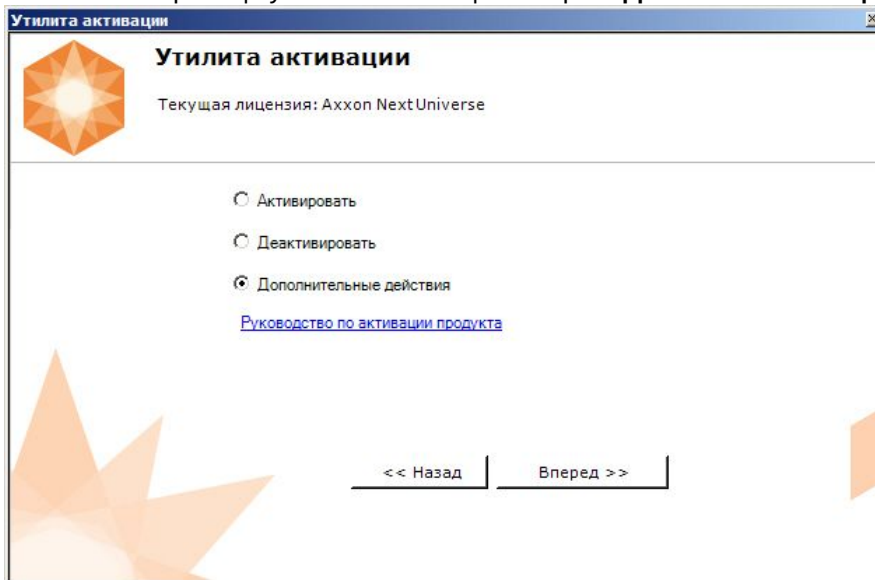 Утилита активации
Утилита активации
Текущая лицензия: Axxon Next Universe
Активировать
Деактивировать
Дополнительные действия
Руководство по активации продукта
<< Назад
Вперед >>